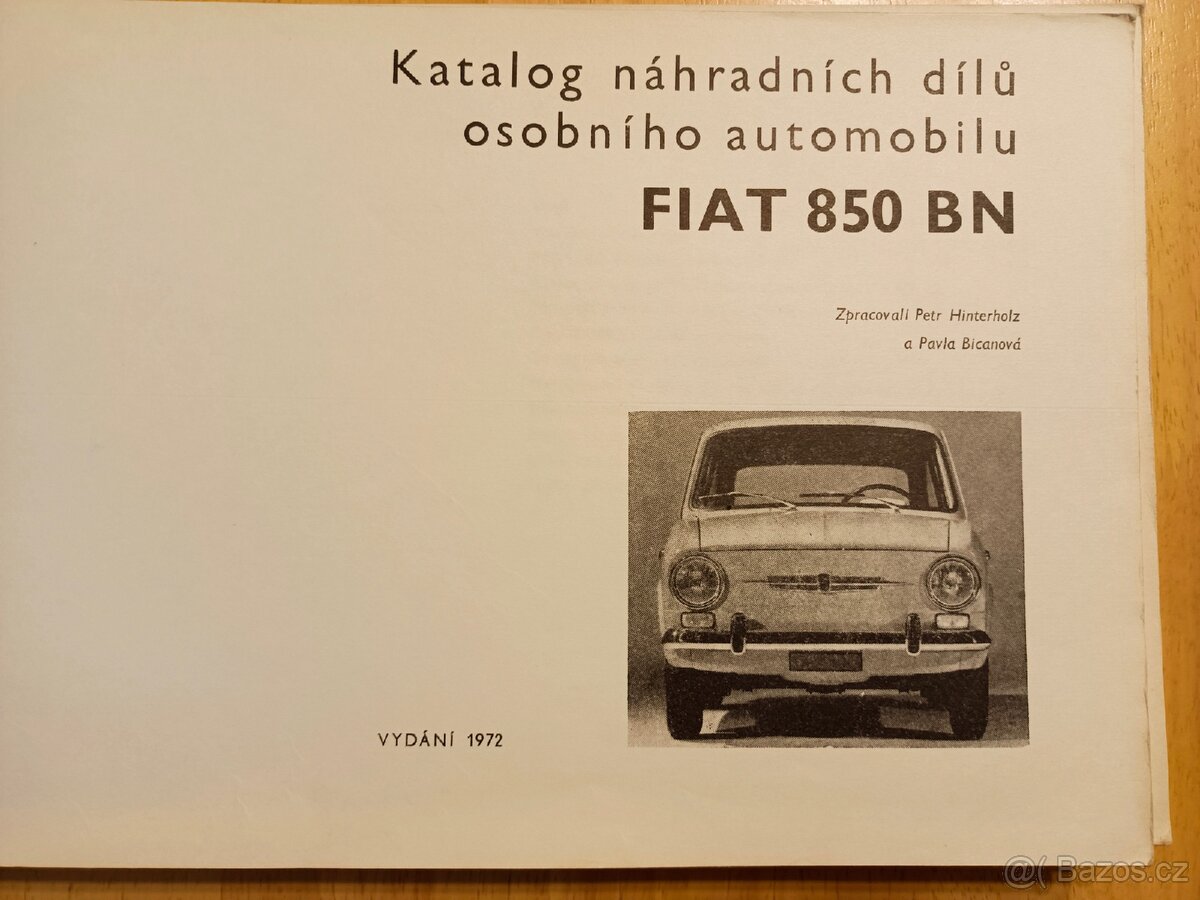 Katalog náhradních dílů
osobního automobilu
FIAT 850 BN
Zpracovali Petr Hinterholz
a Pavla Bicanová
VYDÁNÍ 1972
@( Bazos.cz